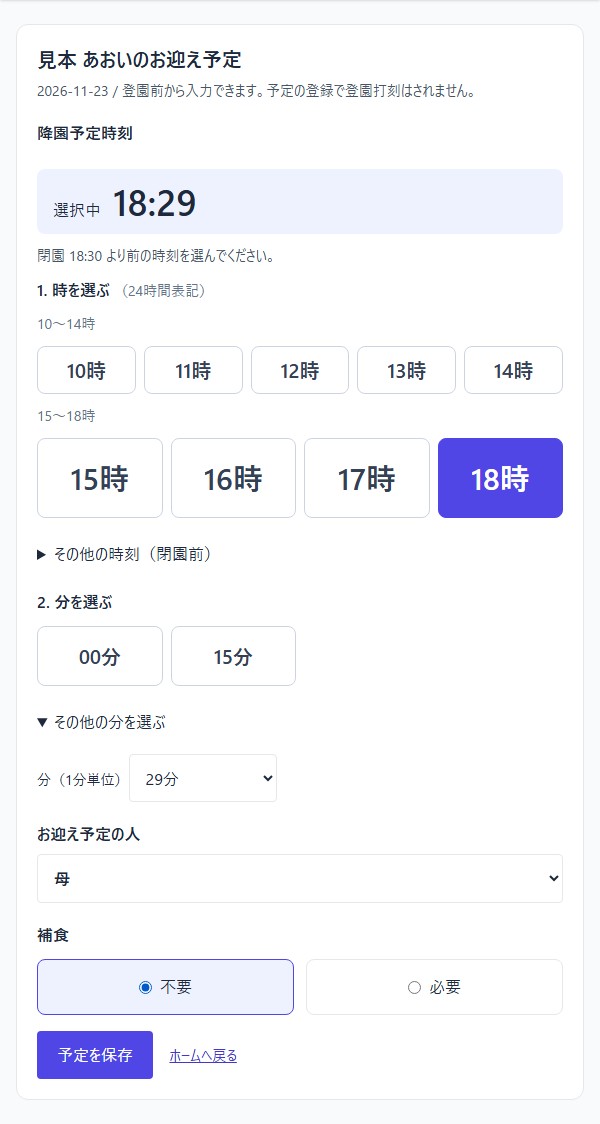 見本 あおいのお迎え予定
2026-11-23 / 登園前から入力できます。予定の登録で登園打刻はされません。
降園予定時刻
選択中 18:29
閉園 18:30 より前の時刻を選んでください。
1. 時を選ぶ （24時間表記）
10〜14時
10時 11時 12時 13時 14時
15〜18時
15時 16時 17時 18時
▶ その他の時刻（閉園前）
2. 分を選ぶ
00分 15分
▼ その他の分を選ぶ
分（1分単位） 29分
お迎え予定の人
母
補食
不要 必要
予定を保存 ホームへ戻る